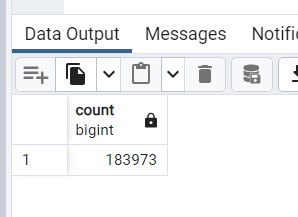 Data Output Messages Notifi
count
bigint
1 183973